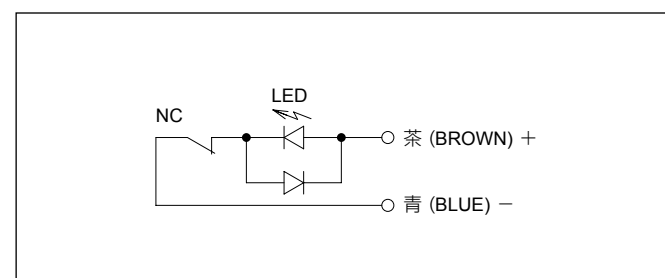 LED
NC
茶 (BROWN) +
青 (BLUE) −